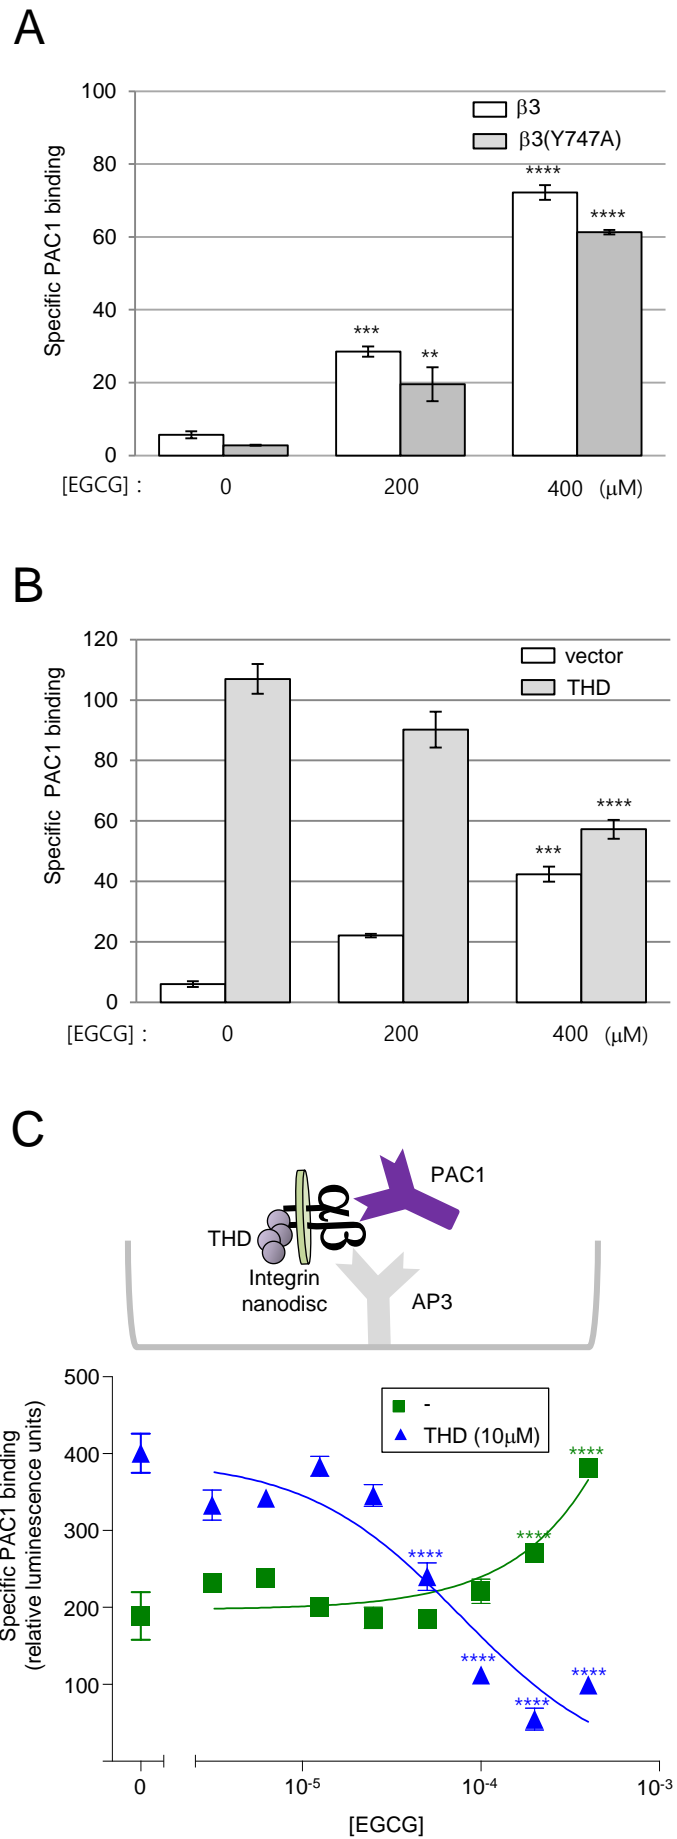 A
Specific PAC1 binding
100
80
60
40
20
0
β3
β3(Y747A)
***
**
****
****
[EGCG] :
0
200
400
(μM)
B
Specific PAC1 binding
120
100
80
60
40
20
0
vector
THD
***
****
[EGCG] :
0
200
400
(μM)
C
PAC1
αβ
THD
Integrin
nanodisc
AP3
Specific PAC1 binding
(relative luminescence units)
500
400
300
200
100
-
THD (10μM)
****
****
****
****
****
****
0
10-5
10-4
10-3
[EGCG]